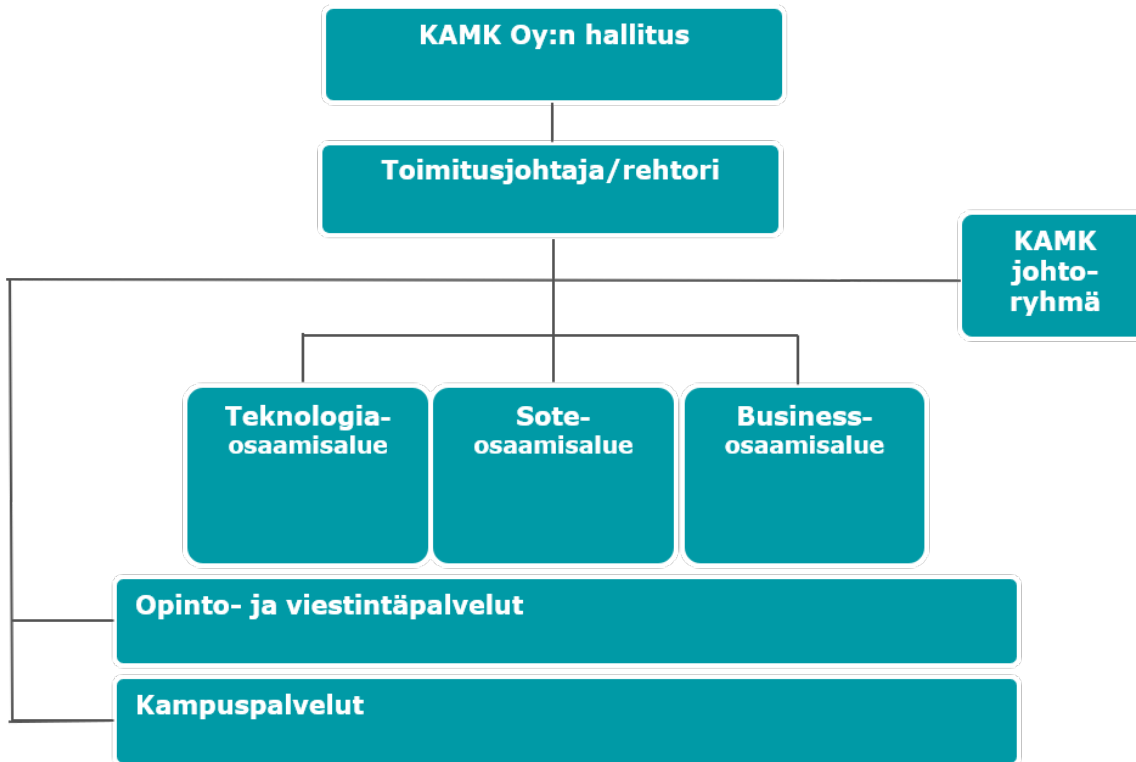 KAMK Oy:n hallitus
Toimitusjohtaja/rehtori
KAMK
johto-
ryhmä
Teknologia-
osaamisalue
Sote-
osaamisalue
Business-
osaamisalue
Opinto- ja viestintäpalvelut
Kampuspalvelut